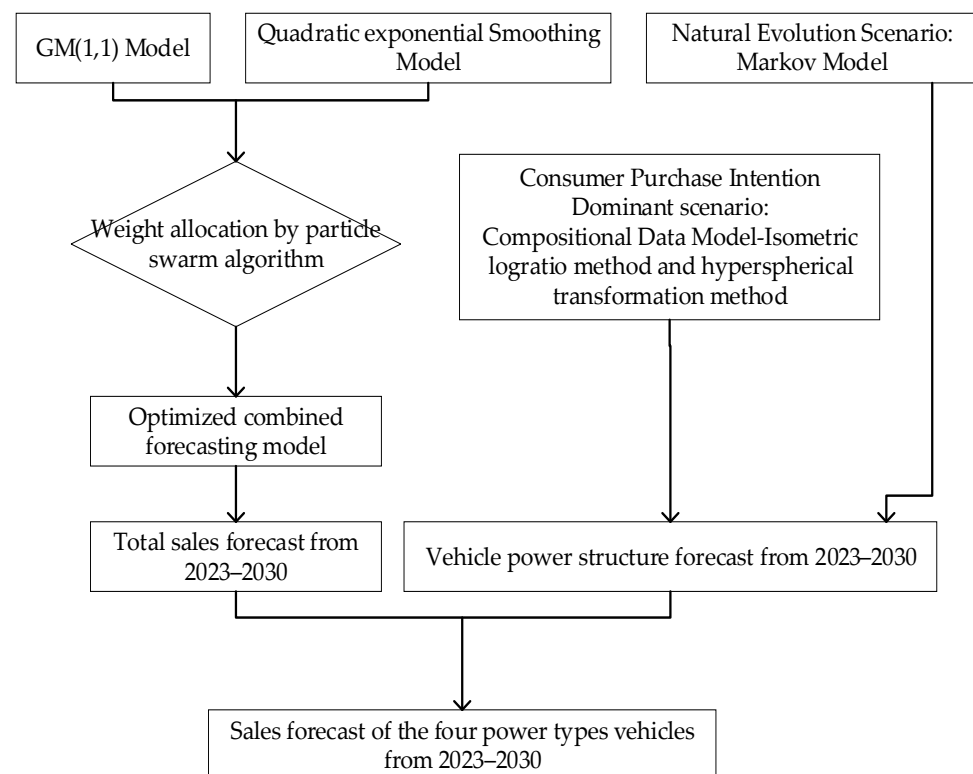 GM(1,1) Model
Quadratic exponential Smoothing
Model
Natural Evolution Scenario:
Markov Model
Weight allocation by particle
swarm algorithm
Consumer Purchase Intention
Dominant scenario:
Compositional Data Model-Isometric
logratio method and hyperspherical
transformation method
Optimized combined
forecasting model
Total sales forecast from
2023–2030
Vehicle power structure forecast from 2023–2030
Sales forecast of the four power types vehicles
from 2023–2030